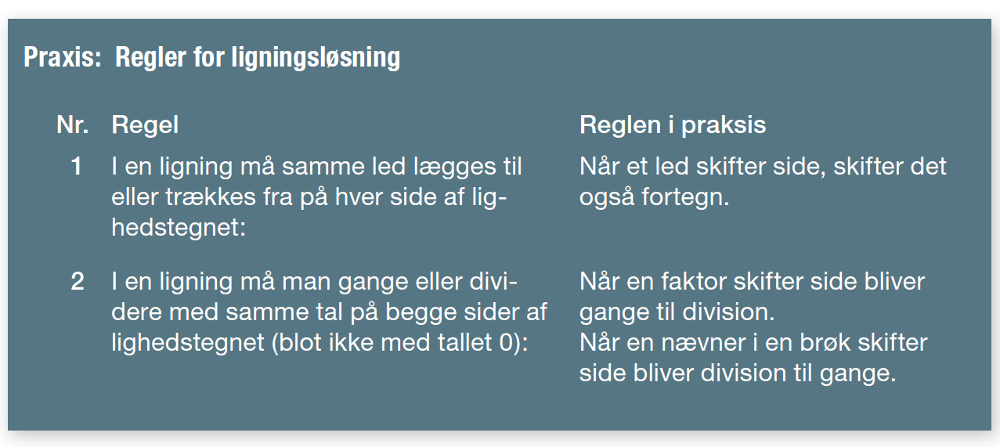 Praxis: Regler for ligningsløsning
Nr. Regel Reglen i praksis
1 I en ligning må samme led lægges til Når et led skifter side, skifter det
eller trækkes fra på hver side af lig- også fortegn.
hedstegnet:
2 I en ligning må man gange eller divi- Når en faktor skifter side bliver
dere med samme tal på begge sider af gange til division.
lighedstegnet (blot ikke med tallet 0): Når en nævner i en brøk skifter
side bliver division til gange.